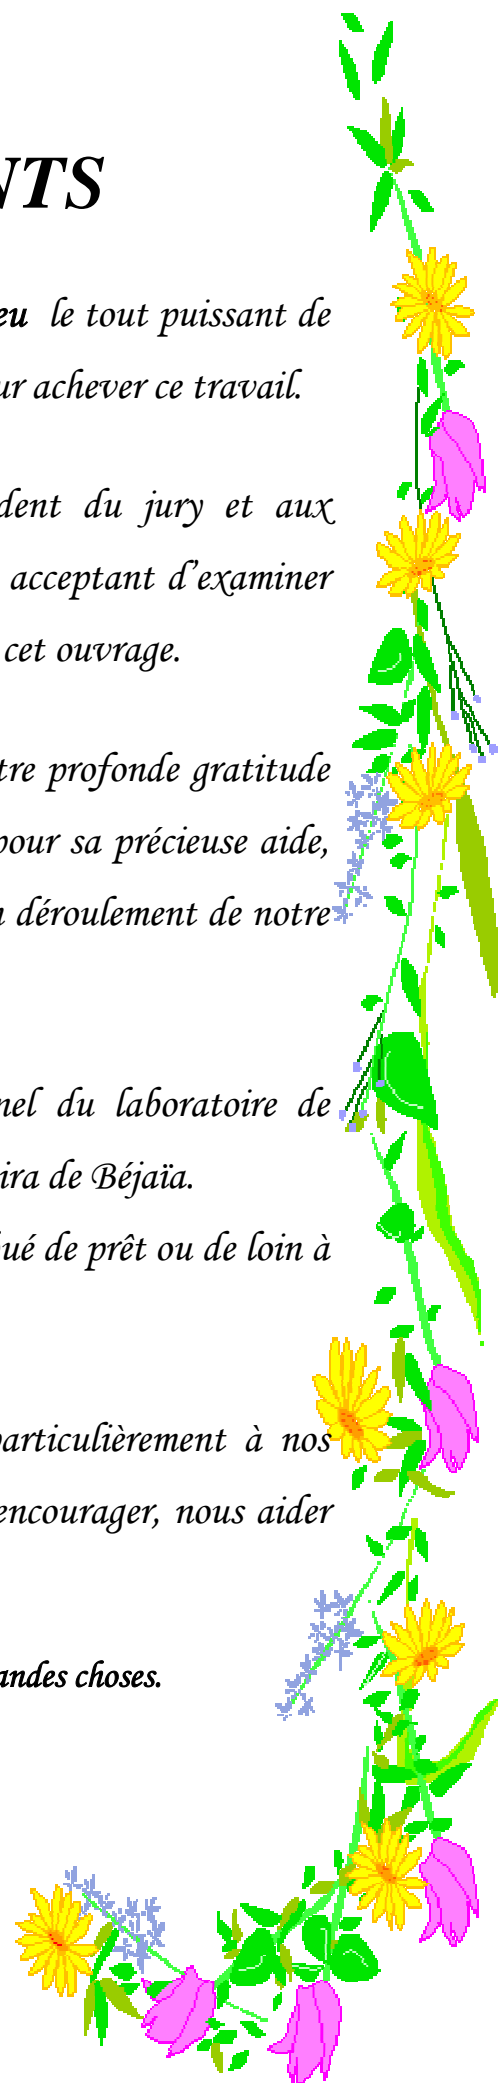 NTS
eu le tout puissant de
ur achever ce travail.
dent du jury et aux
acceptant d'examiner
cet ouvrage.
tre profonde gratitude
pour sa précieuse aide,
n déroulement de notre
nel du laboratoire de
ira de Béjaïa.
ué de prêt ou de loin à
particulièrement à nos
encourager, nous aider
andes choses.